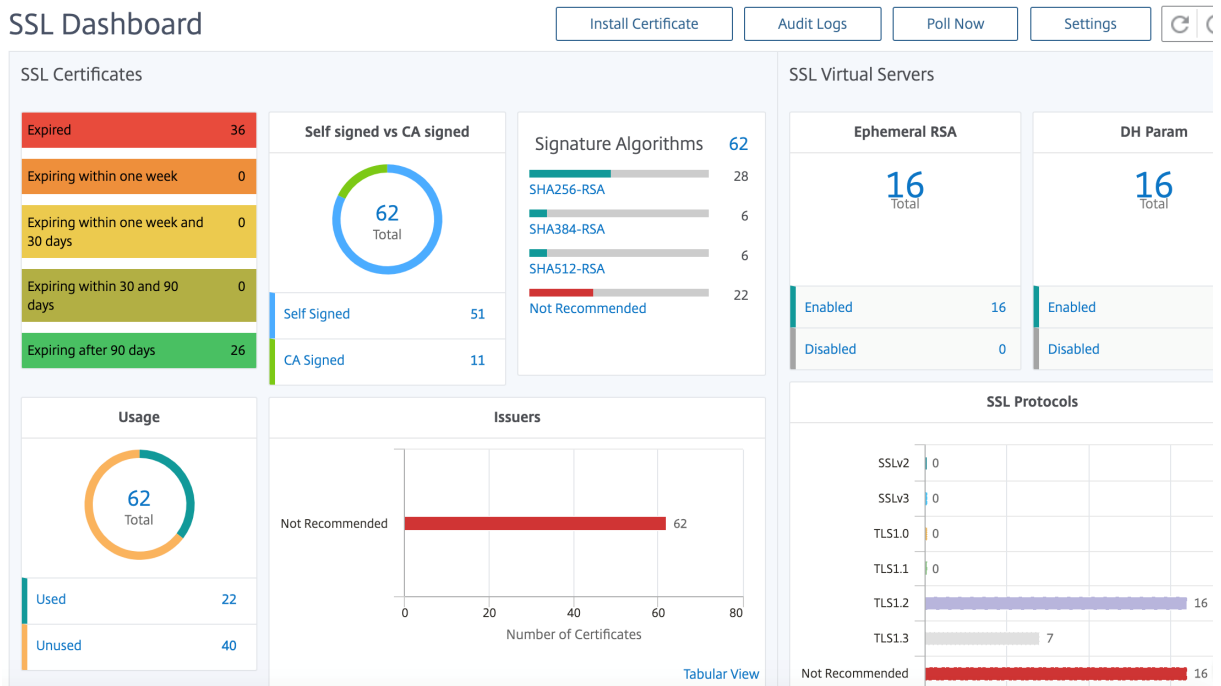 SSL Dashboard
Install Certificate
Audit Logs
Poll Now
Settings
SSL Certificates
Expired 36
Expiring within one week 0
Expiring within one week and 0
30 days
Expiring within 30 and 90 0
days
Expiring after 90 days 26
Self signed vs CA signed
62
Total
Self Signed 51
CA Signed 11
Signature Algorithms 62
28
SHA256-RSA
6
SHA384-RSA
6
SHA512-RSA
22
Not Recommended
Usage
62
Total
Used 22
Unused 40
Issuers
Not Recommended 62
0 20 40 60 80
Number of Certificates
Tabular View
SSL Virtual Servers
Ephemeral RSA
16
Total
Enabled 16
Disabled 0
DH Param
16
Total
Enabled
Disabled
SSL Protocols
SSLv2 0
SSLv3 0
TLS1.0 0
TLS1.1 0
TLS1.2 16
TLS1.3 7
Not Recommended 16